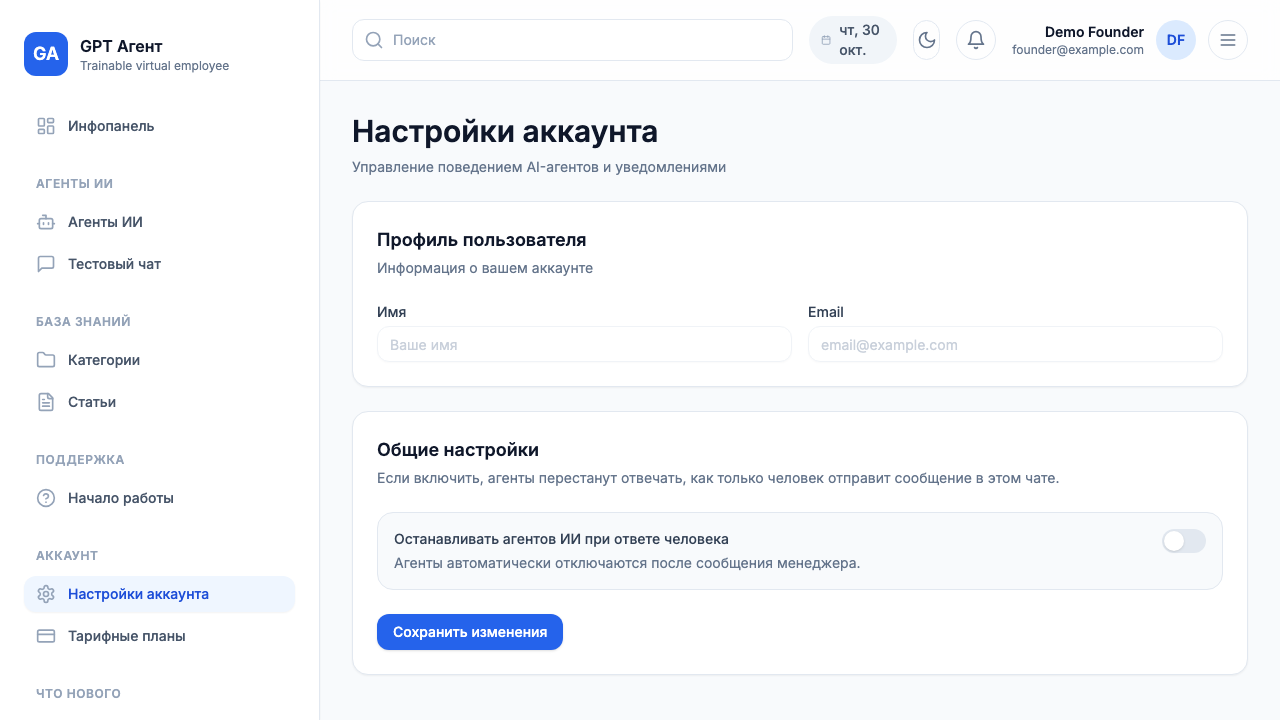 GA
GPT Агент
Trainable virtual employee
Инфопанель
АГЕНТЫ ИИ
Агенты ИИ
Тестовый чат
БАЗА ЗНАНИЙ
Категории
Статьи
ПОДДЕРЖКА
Начало работы
АККАУНТ
Настройки аккаунта
Тарифные планы
ЧТО НОВОГО
Поиск
чт, 30
окт.
Demo Founder
founder@example.com
DF
Настройки аккаунта
Управление поведением AI-агентов и уведомлениями
Профиль пользователя
Информация о вашем аккаунте
Имя
Email
Ваше имя
email@example.com
Общие настройки
Если включить, агенты перестанут отвечать, как только человек отправит сообщение в этом чате.
Останавливать агентов ИИ при ответе человека
Агенты автоматически отключаются после сообщения менеджера.
Сохранить изменения